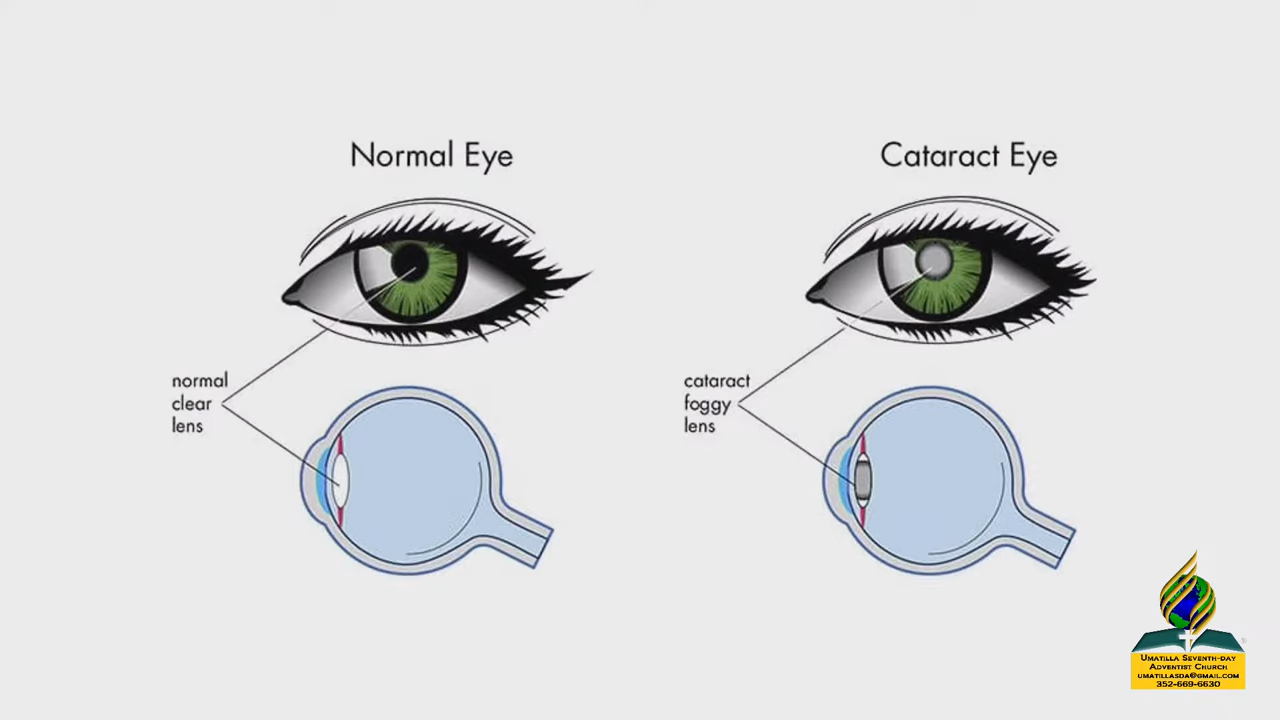 Normal Eye
Cataract Eye
normal
clear
lens
cataract
foggy
lens
Umatilla Seventh-day
Adventist Church
umatillasda@gmail.com
352-669-6630